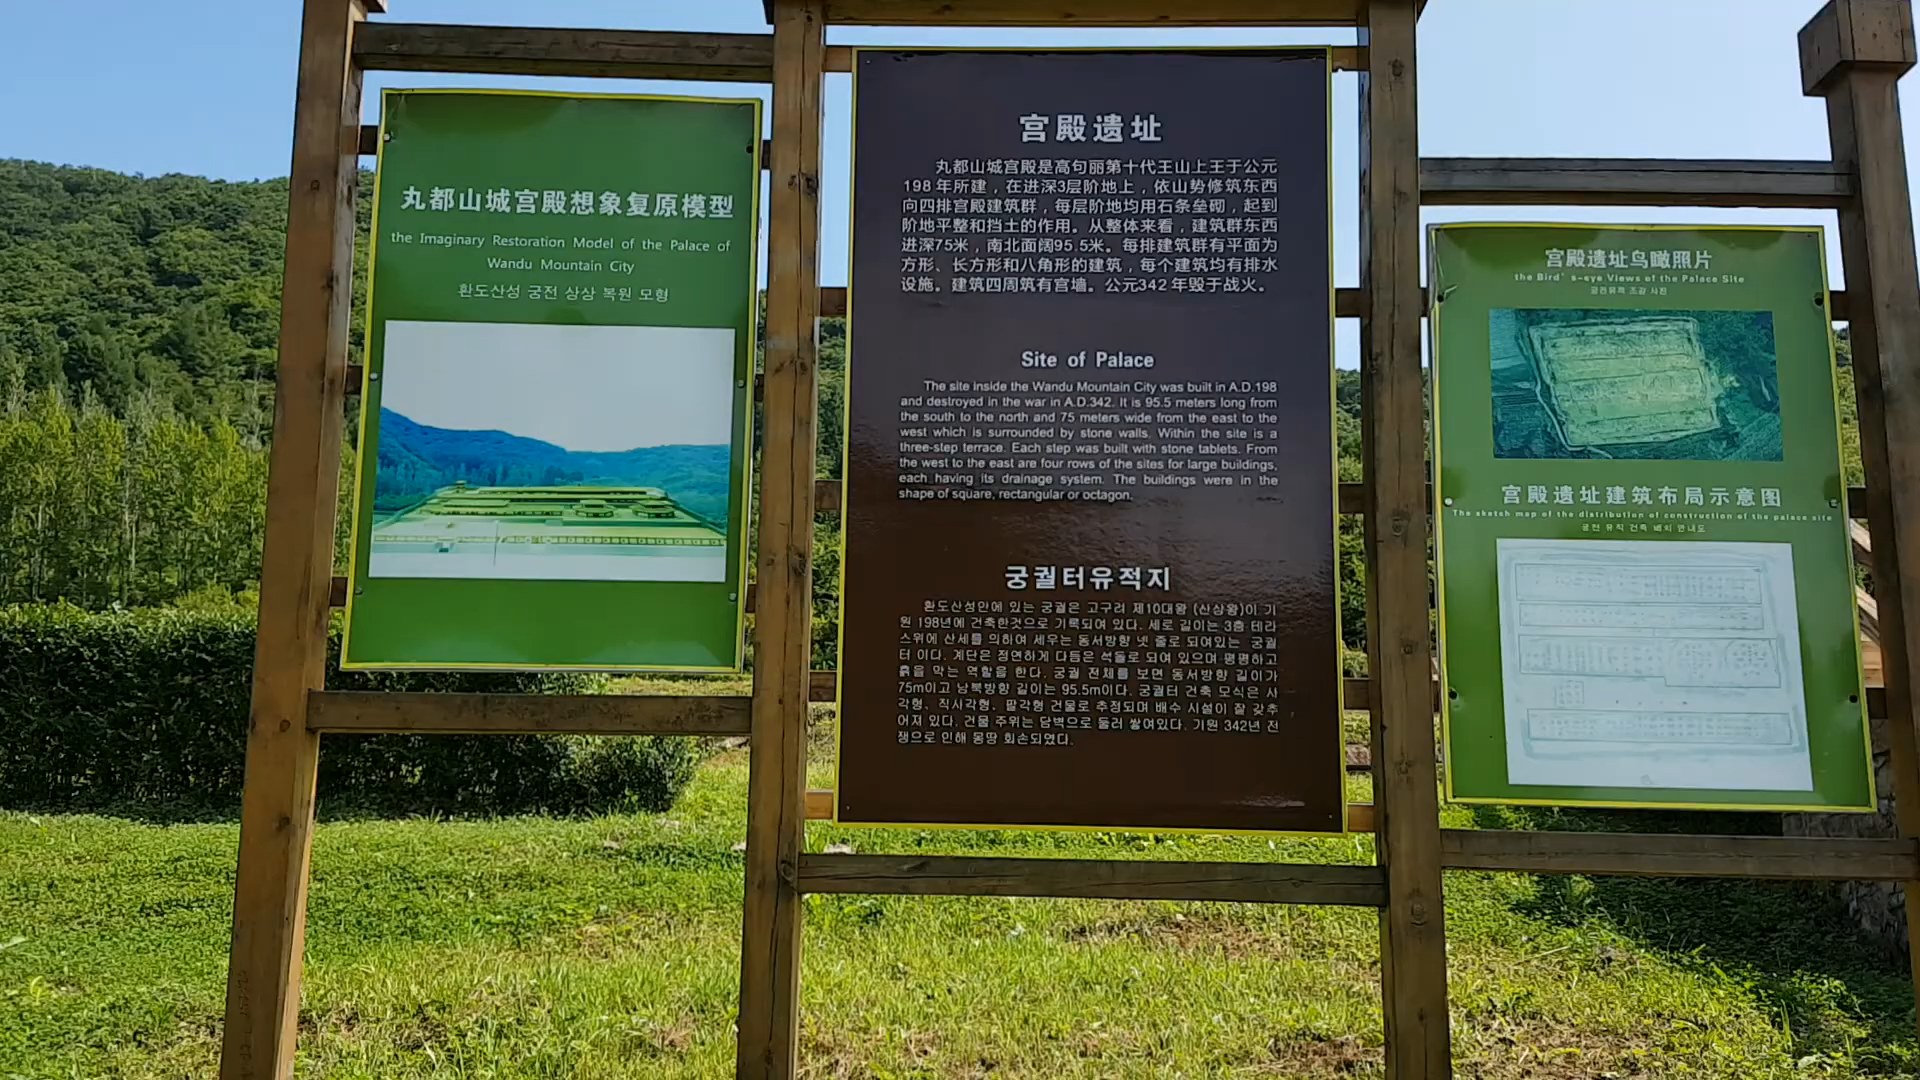 丸都山城宫殿想象复原模型
the Imaginary Restoration Model of the Palace of
Wandu Mountain City
환도산성 궁전 상상 복원 모형
宫殿遗址
丸都山城宫殿是高句丽第十代王山上王于公元
198年所建，在进深3层阶地上，依山势修筑东西
向四排宫殿建筑群，每层阶地均用石条垒砌，起到
阶地平整和挡土的作用。从整体来看，建筑群东西
进深75米，南北面阔95.5米。每排建筑群有平面为
方形、长方形和八角形的建筑，每个建筑均有排水
设施。建筑四周筑有宫墙。公元342年毁于战火。
Site of Palace
The site inside the Wandu Mountain City was built in A.D.198
and destroyed in the war in A.D.342. It is 95.5 meters long from
the south to the north and 75 meters wide from the east to the
west which is surrounded by stone walls. Within the site is a
three-step terrace. Each step was built with stone tablets. From
the west to the east are four rows of the sites for large buildings,
each having its drainage system. The buildings were in the
shape of square, rectangular or octagon.
궁궐터유적지
환도산성안에 있는 궁궐은 고구려 제10대왕 (산상왕)이 기
원 198년에 건축한것으로 기록되여 있다. 세로 길이는 3층 테라
스위에 산세를 의하여 세우는 동서방향 넷 줄로 되여있는 궁궐
터 이다. 계단은 정연하게 다듬은 석돌로 되여 있으며 평평하고
흙을 막는 역할을 한다. 궁궐 전체를 보면 동서방향 길이가
75m이고 남북방향 길이는 95.5m이다. 궁궐터 건축 모식은 사
각형、직사각형、팔각형 건물로 추정되며 배수 시설이 잘 갖추
어져 있다. 건물 주위는 담벽으로 둘러 쌓여있다. 기원 342년 전
쟁으로 인해 몽땅 회손되였다.
宫殿遗址鸟瞰照片
the Bird's-eye Views of the Palace Site
궁전유적 조감 사진
宫殿遗址建筑布局示意图
The sketch map of the distribution of construction of the palace site
궁전 유적 건축 배치 안내도